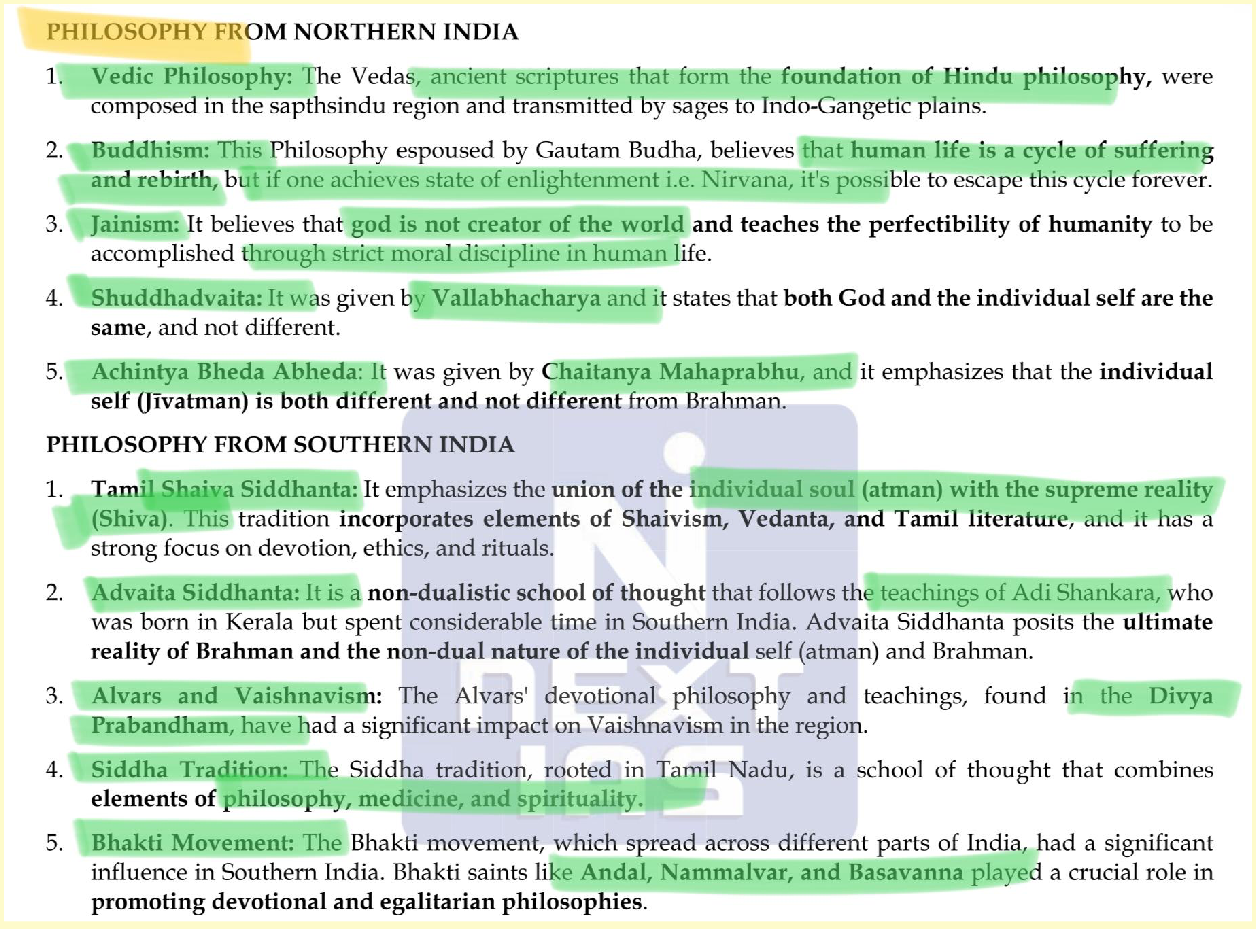 PHILOSOPHY FROM NORTHERN INDIA
1. Vedic Philosophy: The Vedas, ancient scriptures that form the foundation of Hindu philosophy, were
composed in the sapthsindu region and transmitted by sages to Indo-Gangetic plains.
2. Buddhism: This Philosophy espoused by Gautam Budha, believes that human life is a cycle of suffering
and rebirth, but if one achieves state of enlightenment i.e. Nirvana, it's possible to escape this cycle forever.
3. Jainism: It believes that god is not creator of the world and teaches the perfectibility of humanity to be
accomplished through strict moral discipline in human life.
4. Shuddhadvaita: It was given by Vallabhacharya and it states that both God and the individual self are the
same, and not different.
5. Achintya Bheda Abheda: It was given by Chaitanya Mahaprabhu, and it emphasizes that the individual
self (Jīvatman) is both different and not different from Brahman.
PHILOSOPHY FROM SOUTHERN INDIA
1. Tamil Shaiva Siddhanta: It emphasizes the union of the individual soul (atman) with the supreme reality
(Shiva). This tradition incorporates elements of Shaivism, Vedanta, and Tamil literature, and it has a
strong focus on devotion, ethics, and rituals.
2. Advaita Siddhanta: It is a non-dualistic school of thought that follows the teachings of Adi Shankara, who
was born in Kerala but spent considerable time in Southern India. Advaita Siddhanta posits the ultimate
reality of Brahman and the non-dual nature of the individual self (atman) and Brahman.
3. Alvars and Vaishnavism: The Alvars' devotional philosophy and teachings, found in the Divya
Prabandham, have had a significant impact on Vaishnavism in the region.
4. Siddha Tradition: The Siddha tradition, rooted in Tamil Nadu, is a school of thought that combines
elements of philosophy, medicine, and spirituality.
5. Bhakti Movement: The Bhakti movement, which spread across different parts of India, had a significant
influence in Southern India. Bhakti saints like Andal, Nammalvar, and Basavanna played a crucial role in
promoting devotional and egalitarian philosophies.
NEXT
IAS